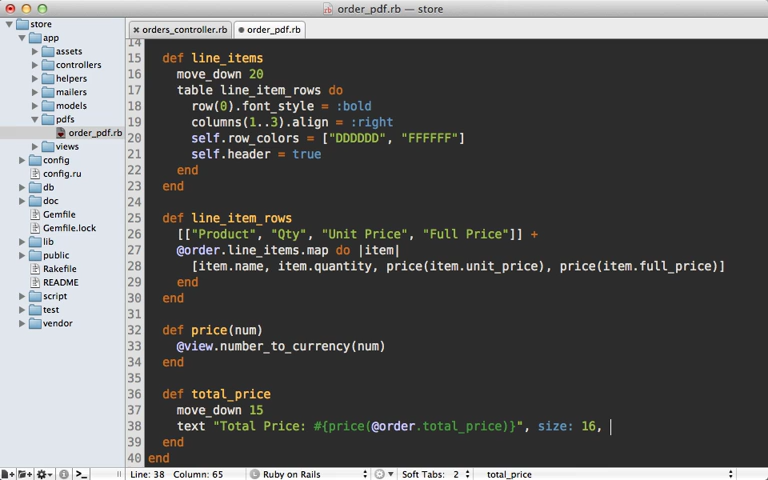 order_pdf.rb — store
store
app
assets
controllers
helpers
mailers
models
pdfs
order_pdf.rb
views
config
config.ru
db
doc
Gemfile
Gemfile.lock
lib
public
Rakefile
README
script
test
vendor
orders_controller.rb
order_pdf.rb
14
15 def line_items
16 move_down 20
17 table line_item_rows do
18 row(0).font_style = :bold
19 columns(1..3).align = :right
20 self.row_colors = ["DDDDDD", "FFFFFF"]
21 self.header = true
22 end
23 end
24
25 def line_item_rows
26 [["Product", "Qty", "Unit Price", "Full Price"]] +
27 @order.line_items.map do |item|
28 [item.name, item.quantity, price(item.unit_price), price(item.full_price)]
29 end
30 end
31
32 def price(num)
33 @view.number_to_currency(num)
34 end
35
36 def total_price
37 move_down 15
38 text "Total Price: #{price(@order.total_price)}", size: 16,
39 end
40 end
Line: 38 Column: 65
Ruby on Rails
Soft Tabs: 2
total_price